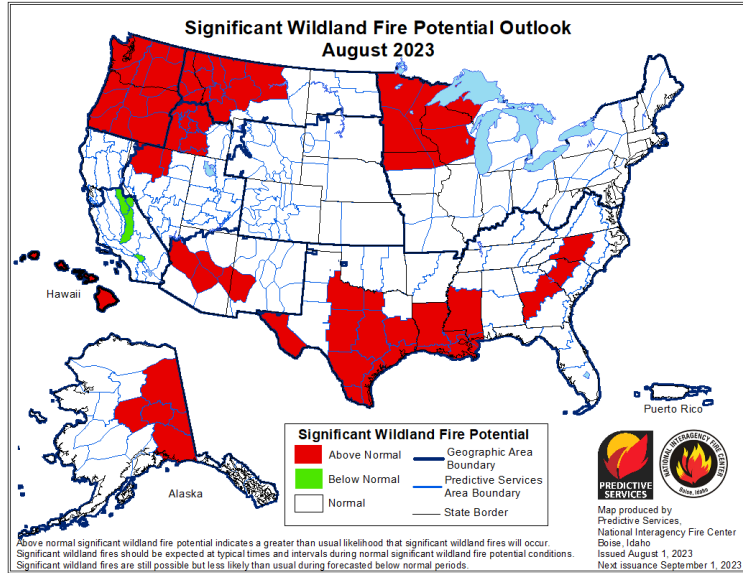 Significant Wildland Fire Potential Outlook
August 2023
Hawaii
Alaska
Puerto Rico
Significant Wildland Fire Potential
Above Normal
Below Normal
Normal
Geographic Area
Boundary
Predictive Services
Area Boundary
State Border
PREDICTIVE
SERVICES
NATIONAL INTERAGENCY FIRE CENTER
Boise, Idaho
Map produced by
Predictive Services,
National Interagency Fire Center
Boise, Idaho
Issued August 1, 2023
Next issuance September 1, 2023
Above normal significant wildland fire potential indicates a greater than usual likelihood that significant wildland fires will occur.
Significant wildland fires should be expected at typical times and intervals during normal significant wildland fire potential conditions.
Significant wildland fires are still possible but less likely than usual during forecasted below normal periods.